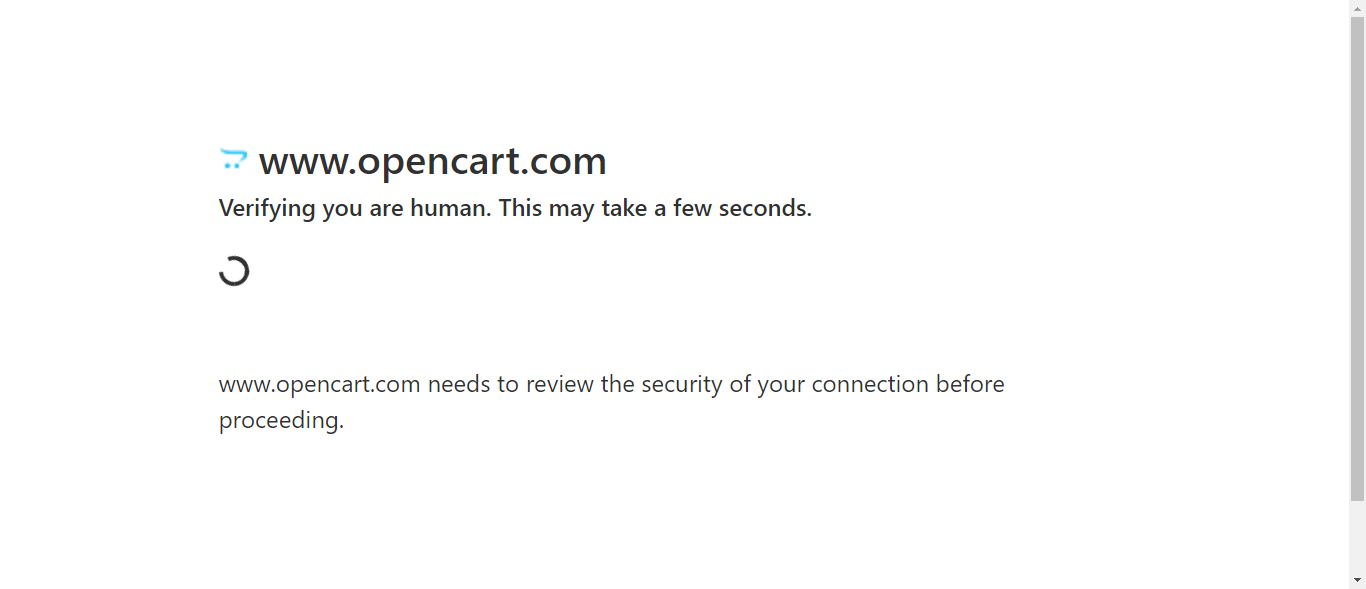 www.opencart.com
Verifying you are human. This may take a few seconds.
www.opencart.com needs to review the security of your connection before
proceeding.